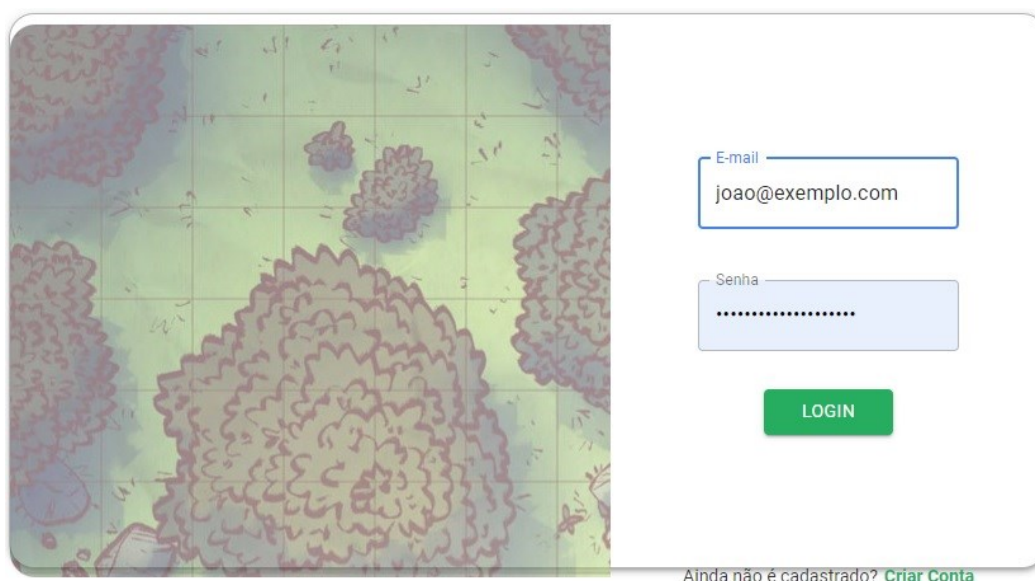 E-mail
joao@exemplo.com
Senha
••••••••••••••••••••
LOGIN
Ainda não é cadastrado? Criar Conta